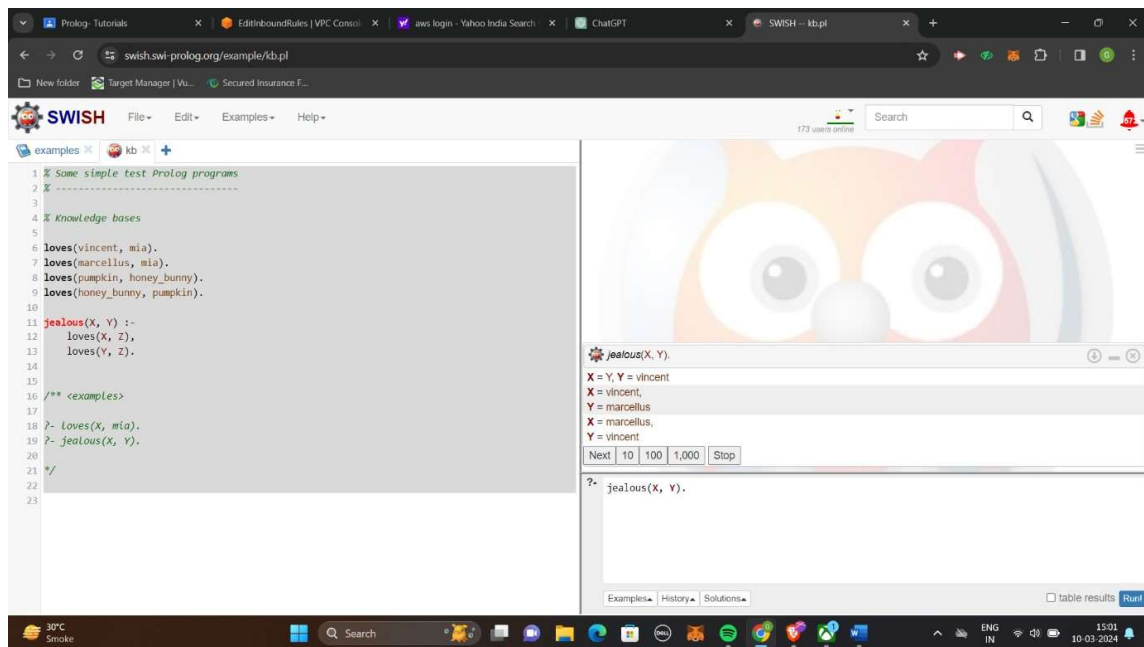 Prolog- Tutorials
EditInboundRules | VPC Consol
aws login - Yahoo India Search
ChatGPT
SWISH -- kb.pl
swish.swi-prolog.org/example/kb.pl
New folder
Target Manager | Vu...
Secured Insurance F...
SWISH
File
Edit
Examples
Help
173 users online
Search
57
examples
kb
1 % Some simple test Prolog programs
2 % --------------------------------
3
4 % Knowledge bases
5
6 loves(vincent, mia).
7 loves(marcellus, mia).
8 loves(pumpkin, honey_bunny).
9 loves(honey_bunny, pumpkin).
10
11 jealous(X, Y) :-
12 loves(X, Z),
13 loves(Y, Z).
14
15
16 /** <examples>
17
18 ?- loves(X, mia).
19 ?- jealous(X, Y).
20
21 */
22
23
jealous(X, Y).
X = Y, Y = vincent
X = vincent,
Y = marcellus
X = marcellus,
Y = vincent
Next 10 100 1,000 Stop
?- jealous(X, Y).
Examples History Solutions
table results Run!
30°C
Smoke
Search
DELL
ENG
IN
15:01
10-03-2024